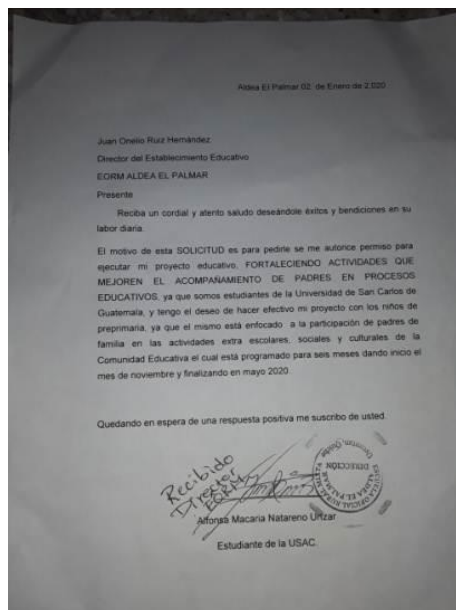 Aldea El Palmar 02 de Enero de 2,020
Juan Onelio Ruiz Hernández
Director del Establecimiento Educativo
EORM ALDEA EL PALMAR
Presente
Reciba un cordial y atento saludo deseándole éxitos y bendiciones en su
labor diaria.
El motivo de esta SOLICITUD es para pedirle se me autorice permiso para
ejecutar mi proyecto educativo, FORTALECIENDO ACTIVIDADES QUE
MEJOREN EL ACOMPAÑAMIENTO DE PADRES EN PROCESOS
EDUCATIVOS, ya que somos estudiantes de la Universidad de San Carlos de
Guatemala, y tengo el deseo de hacer efectivo mi proyecto con los niños de
preprimaria, ya que el mismo está enfocado a la participación de padres de
familia en las actividades extra escolares, sociales y culturales de la
Comunidad Educativa el cual está programado para seis meses dando inicio el
mes de noviembre y finalizando en mayo 2020.
Quedando en espera de una respuesta positiva me suscribo de usted.
Recibido
Director
EORM
DIRECCIÓN
ESCUELA OFICIAL RURAL MIXTA
ALDEA EL PALMAR
Alfonsa Macaria Natareno Urizar
Estudiante de la USAC.